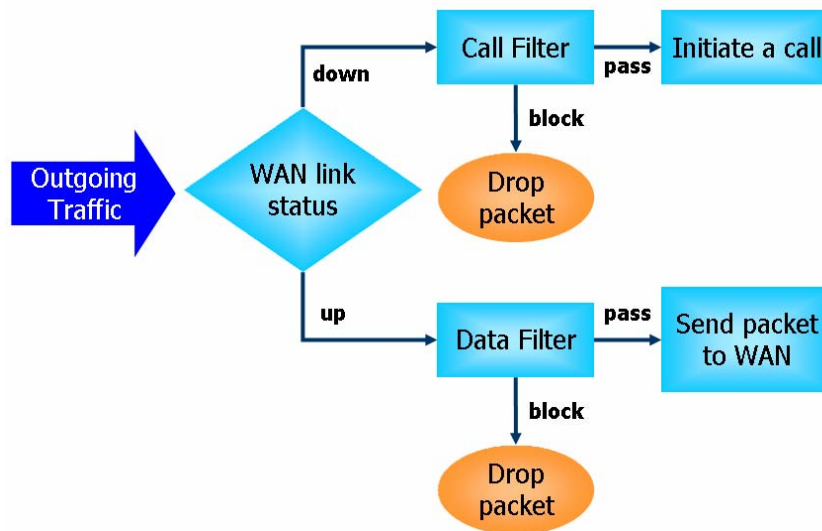 Outgoing
Traffic
WAN link
status
down
Call Filter
pass
Initiate a call
block
Drop
packet
up
Data Filter
pass
Send packet
to WAN
block
Drop
packet